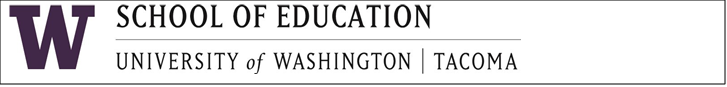 W
SCHOOL OF EDUCATION
UNIVERSITY of WASHINGTON | TACOMA